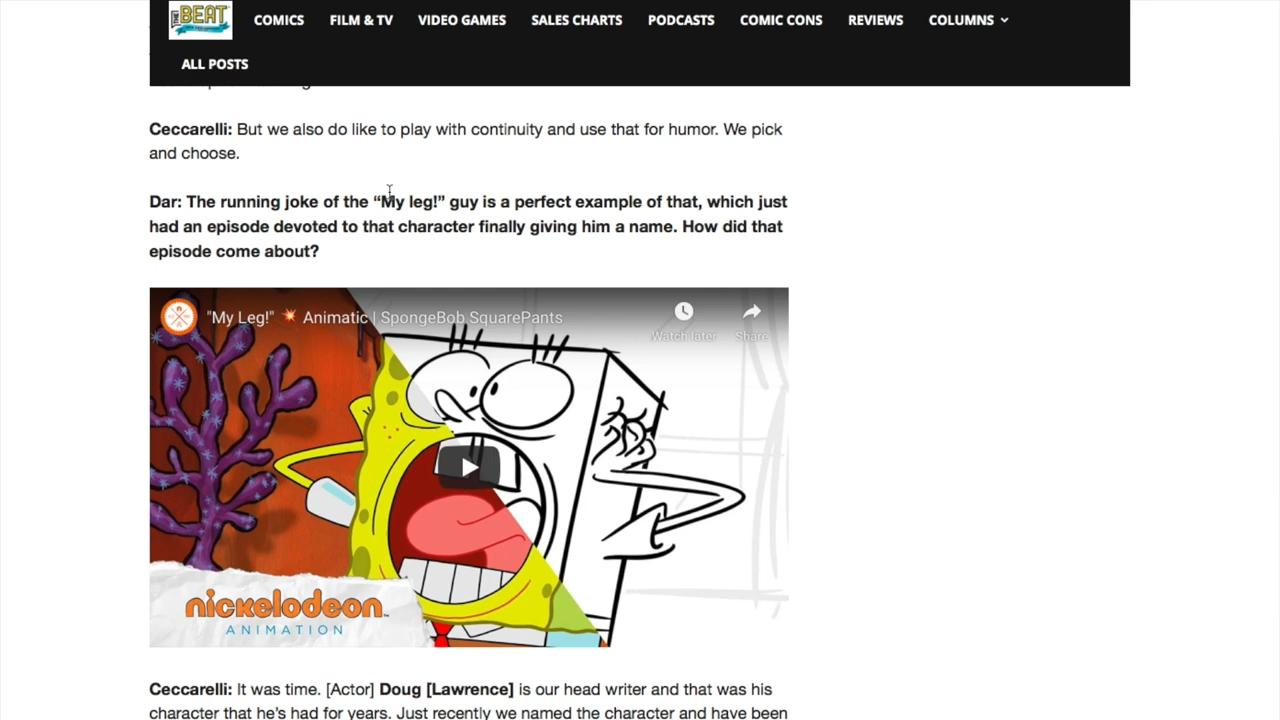 THE BEAT COMICS FILM & TV VIDEO GAMES SALES CHARTS PODCASTS COMIC CONS REVIEWS COLUMNS
ALL POSTS
Ceccarelli: But we also do like to play with continuity and use that for humor. We pick
and choose.
Dar: The running joke of the “My leg!” guy is a perfect example of that, which just
had an episode devoted to that character finally giving him a name. How did that
episode come about?
"My Leg!" 💥 Animatic | SpongeBob SquarePants
Watch later Share
nickelodeon
ANIMATION
Ceccarelli: It was time. [Actor] Doug [Lawrence] is our head writer and that was his
character that he’s had for years. Just recently we named the character and have been